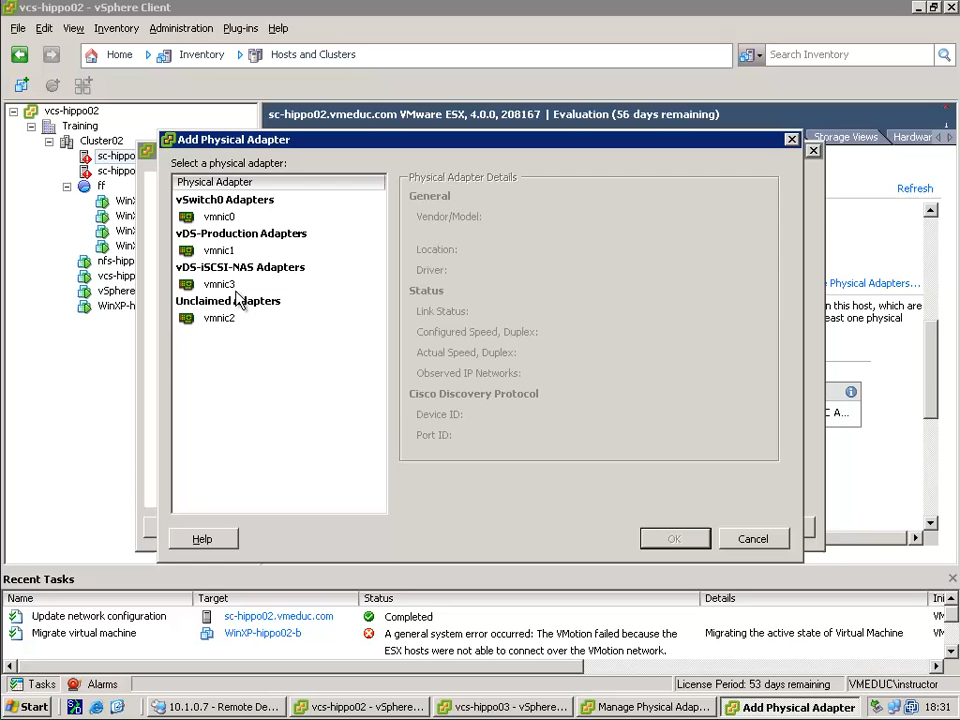 vcs-hippo02 - vSphere Client
File Edit View Inventory Administration Plug-ins Help
Home Inventory Hosts and Clusters
Search Inventory
vcs-hippo02
Training
Cluster02
sc-hippo
sc-hippo
ff
Win
Win
Win
Win
nfs-hipp
vcs-hipp
vSphere
WinXP-h
sc-hippo02.vmeduc.com VMware ESX, 4.0.0, 208167 | Evaluation (56 days remaining)
Storage Views Hardwar
Refresh
Physical Adapters...
in this host, which are
east one physical
C A...
Add Physical Adapter
Select a physical adapter:
Physical Adapter
vSwitch0 Adapters
vmnic0
vDS-Production Adapters
vmnic1
vDS-iSCSI-NAS Adapters
vmnic3
Unclaimed Adapters
vmnic2
Physical Adapter Details
General
Vendor/Model:
Location:
Driver:
Status
Link Status:
Configured Speed, Duplex:
Actual Speed, Duplex:
Observed IP Networks:
Cisco Discovery Protocol
Device ID:
Port ID:
Help OK Cancel
Recent Tasks
Name Target Status Details Ini
Update network configuration sc-hippo02.vmeduc.com Completed VM
Migrate virtual machine WinXP-hippo02-b A general system error occurred: The VMotion failed because the Migrating the active state of Virtual Machine VM
ESX hosts were not able to connect over the VMotion network.
Tasks Alarms License Period: 53 days remaining VMEDUC\instructor
Start 10.1.0.7 - Remote De... vcs-hippo02 - vSphere... vcs-hippo03 - vSphere... Manage Physical Adap... Add Physical Adapter 18:31